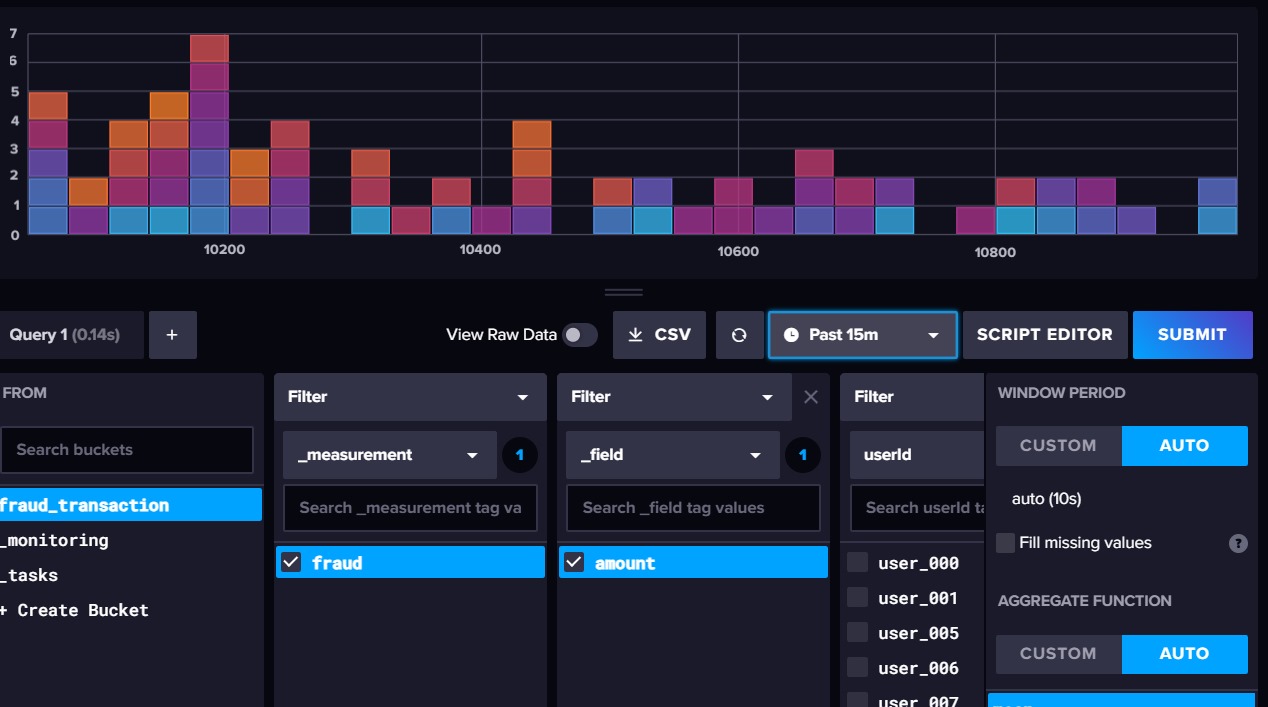 7
6
5
4
3
2
1
0
10200
10400
10600
10800
Query 1 (0.14s)
+
View Raw Data
CSV
Past 15m
SCRIPT EDITOR
SUBMIT
FROM
Search buckets
fraud_transaction
_monitoring
_tasks
+ Create Bucket
Filter
_measurement
1
Search _measurement tag va
fraud
Filter
_field
1
Search _field tag values
amount
Filter
userId
Search userId ta
user_000
user_001
user_005
user_006
user_007
WINDOW PERIOD
CUSTOM
AUTO
auto (10s)
Fill missing values
?
AGGREGATE FUNCTION
CUSTOM
AUTO